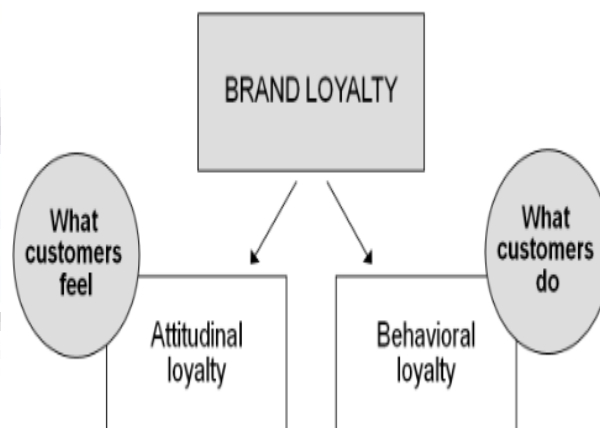 BRAND LOYALTY
What
customers
feel
What
customers
do
Attitudinal
loyalty
Behavioral
loyalty